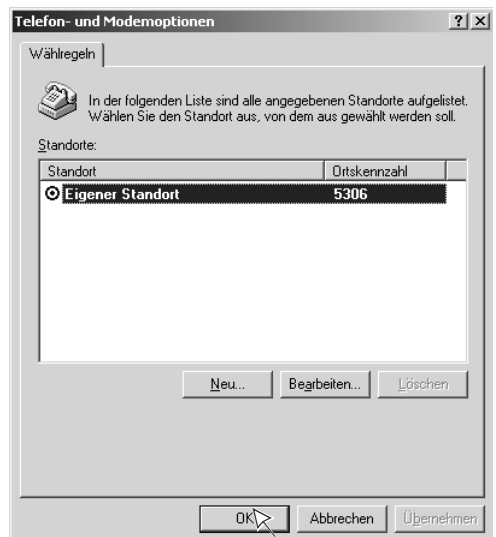 Telefon- und Modemoptionen
Wählregeln
In der folgenden Liste sind alle angegebenen Standorte aufgelistet.
Wählen Sie den Standort aus, von dem aus gewählt werden soll.
Standorte:
Standort Ortskennzahl
Eigener Standort 5306
Neu... Bearbeiten... Löschen
OK Abbrechen Übernehmen